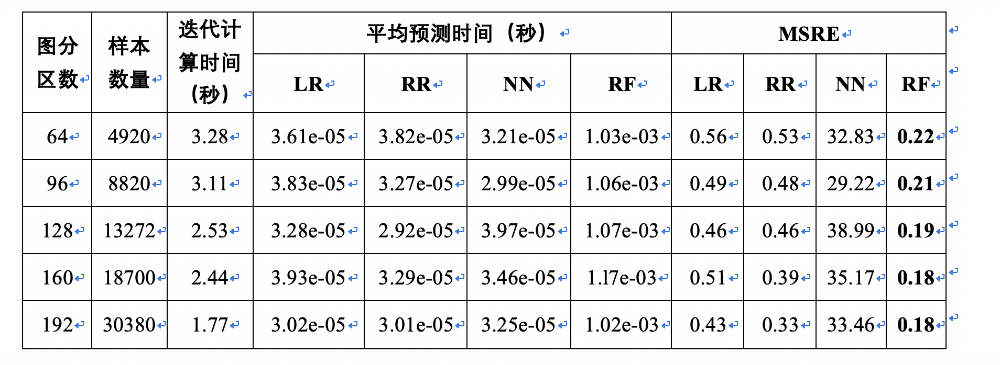 图分区数 样本数量 迭代计算时间（秒） 平均预测时间（秒） MSRE
LR RR NN RF LR RR NN RF
64 4920 3.28 3.61e-05 3.82e-05 3.21e-05 1.03e-03 0.56 0.53 32.83 0.22
96 8820 3.11 3.83e-05 3.27e-05 2.99e-05 1.06e-03 0.49 0.48 29.22 0.21
128 13272 2.53 3.28e-05 2.92e-05 3.97e-05 1.07e-03 0.46 0.46 38.99 0.19
160 18700 2.44 3.93e-05 3.29e-05 3.46e-05 1.l7e-03 0.51 0.39 35.17 0.18
192 30380 1.77 3.02e-05 3.01e-05 3.25e-05 1.02e-03 0.43 0.33 33.46 0.18